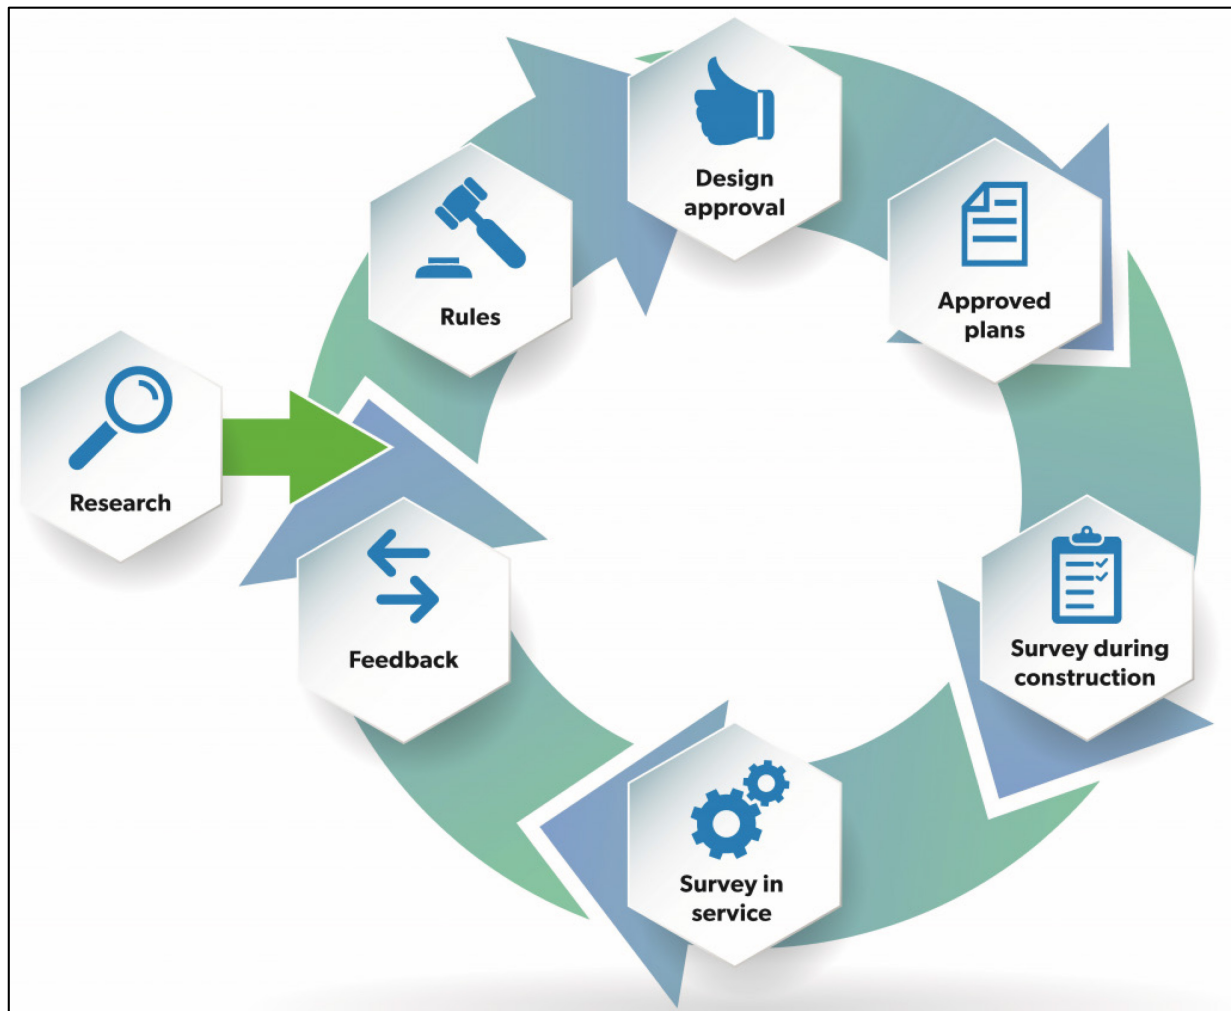 Design
approval
Approved
plans
Rules
Research
Survey during
construction
Feedback
Survey in
service